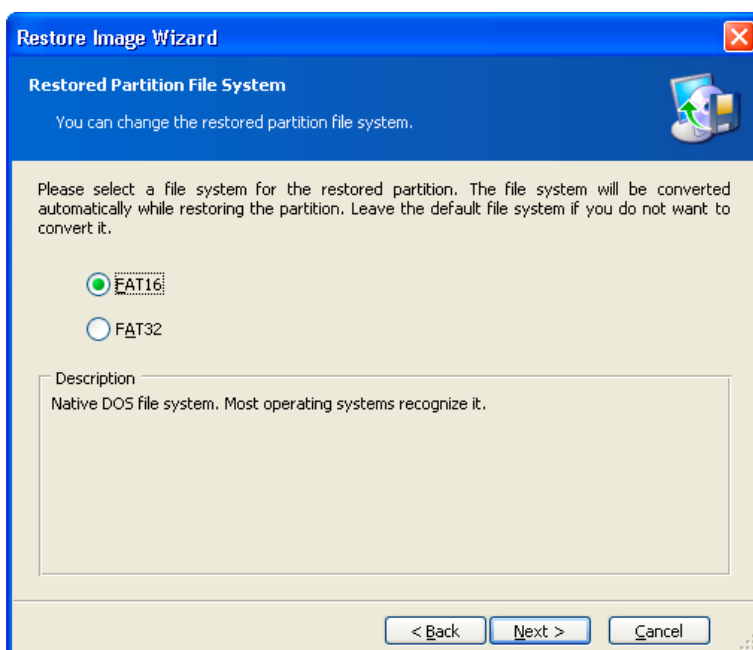 Restore Image Wizard
Restored Partition File System
You can change the restored partition file system.
Please select a file system for the restored partition. The file system will be converted
automatically while restoring the partition. Leave the default file system if you do not want to
convert it.
FAT16
FAT32
Description
Native DOS file system. Most operating systems recognize it.
< Back Next > Cancel